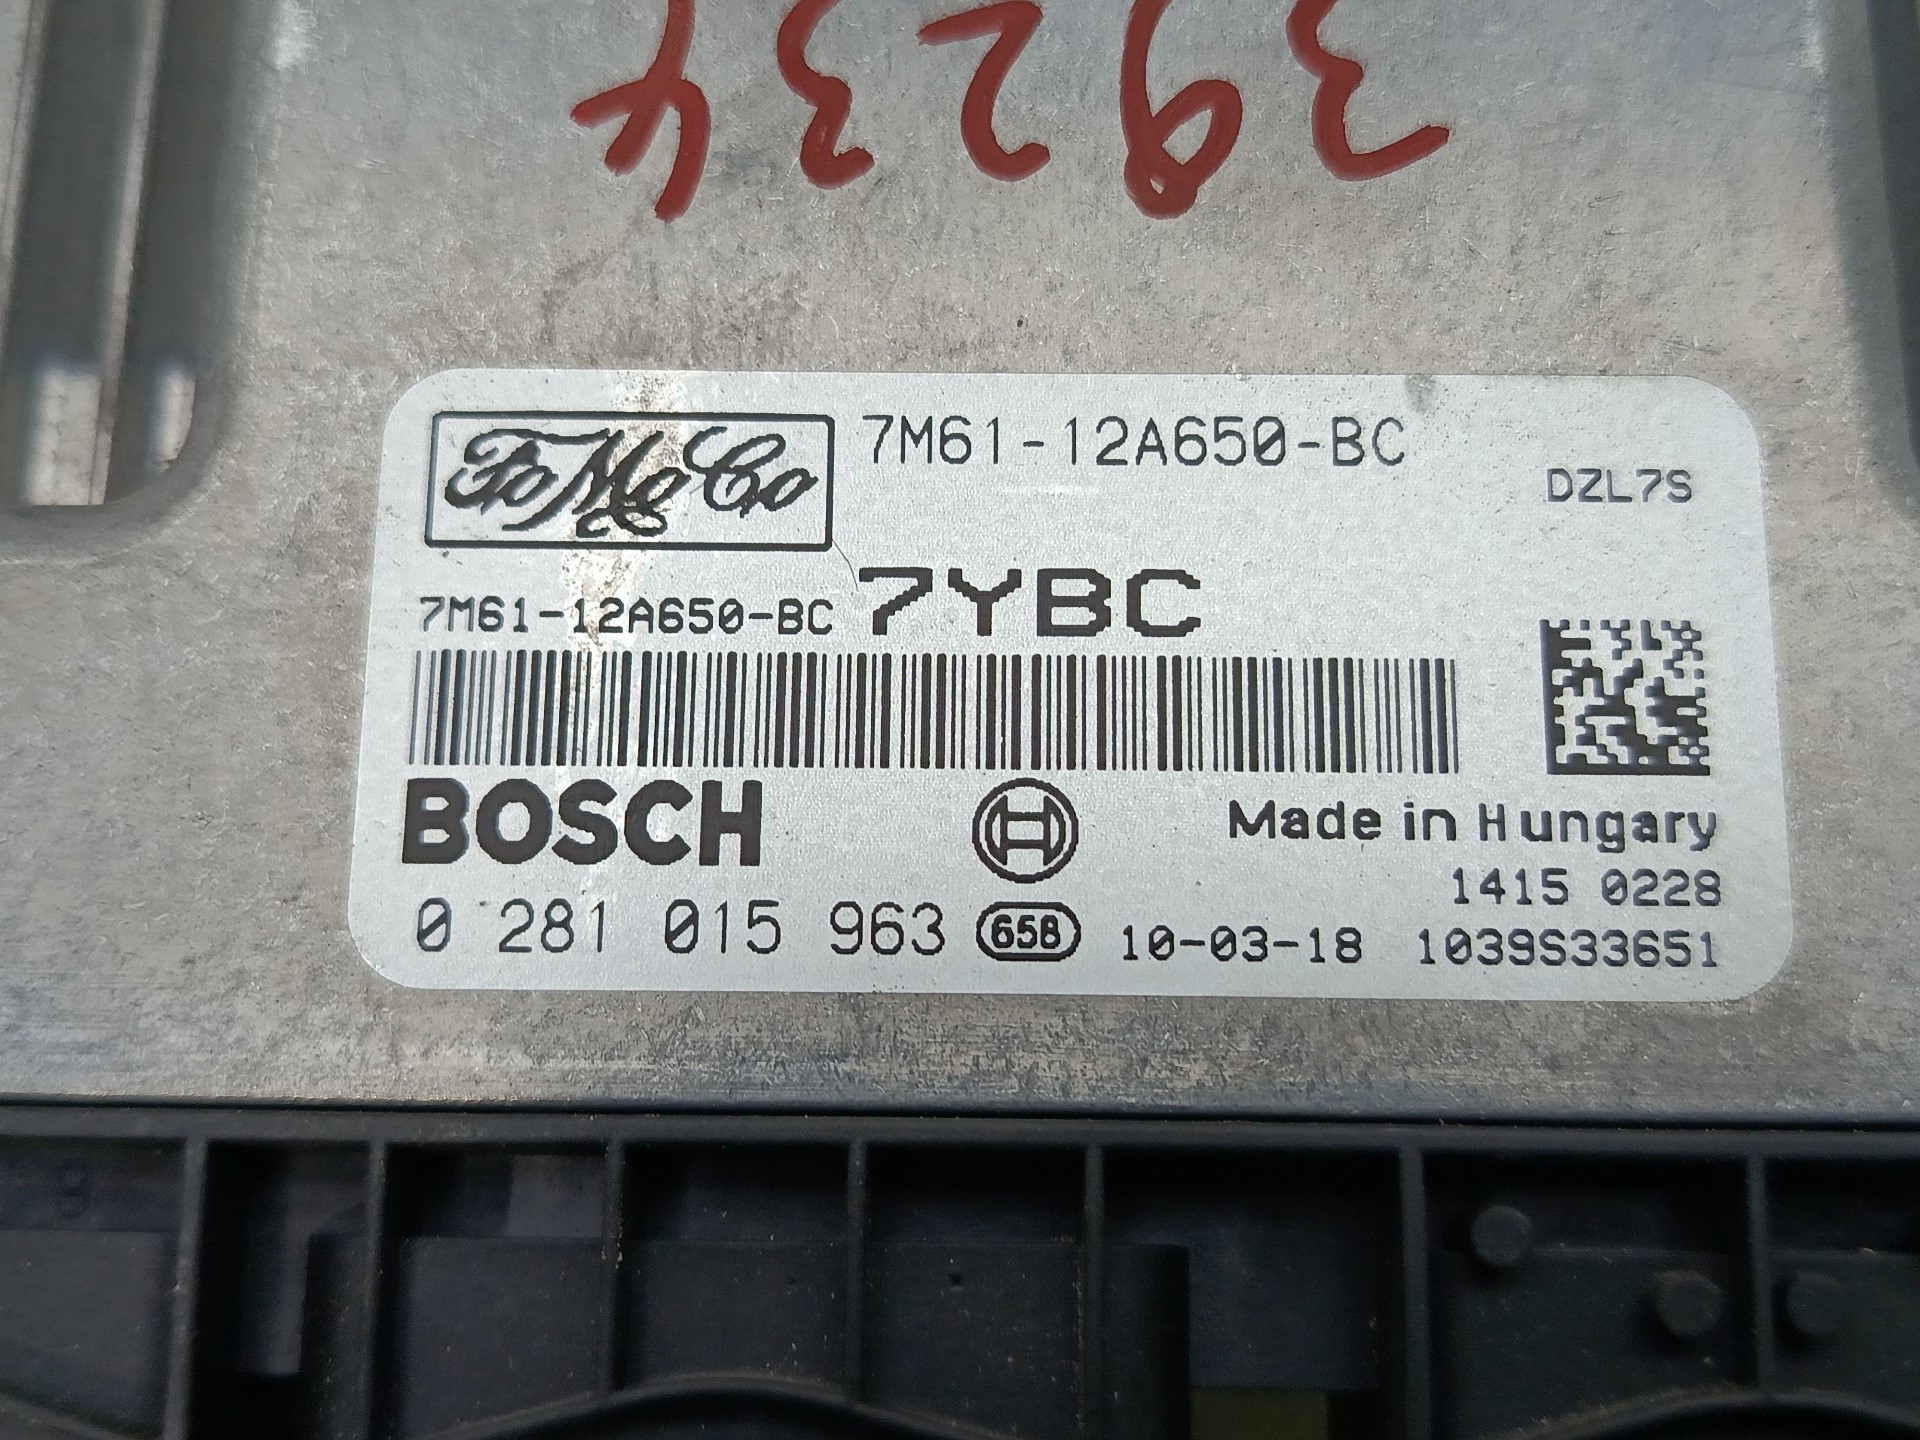 39234
FoMoCo
7M61-12A650-BC
DZL7S
7M61-12A650-BC 7YBC
BOSCH
Made in Hungary
1415 0228
0 281 015 963 658 10-03-18 1039S33651